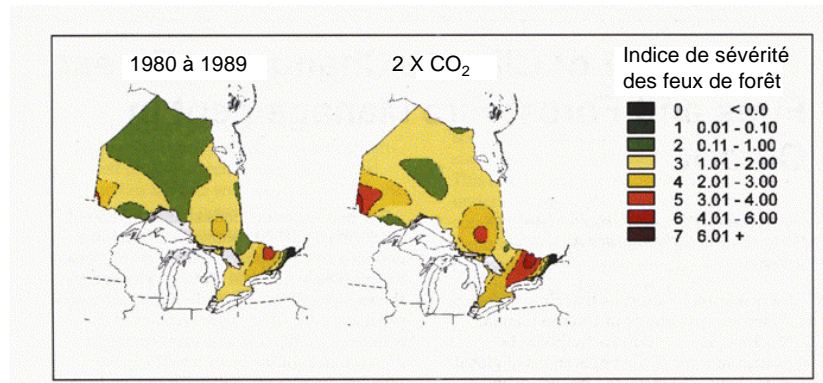 1980 à 1989
2 X CO₂
Indice de sévérité
des feux de forêt
0 < 0.0
1 0.01 - 0.10
2 0.11 - 1.00
3 1.01 - 2.00
4 2.01 - 3.00
5 3.01 - 4.00
6 4.01 - 6.00
7 6.01 +